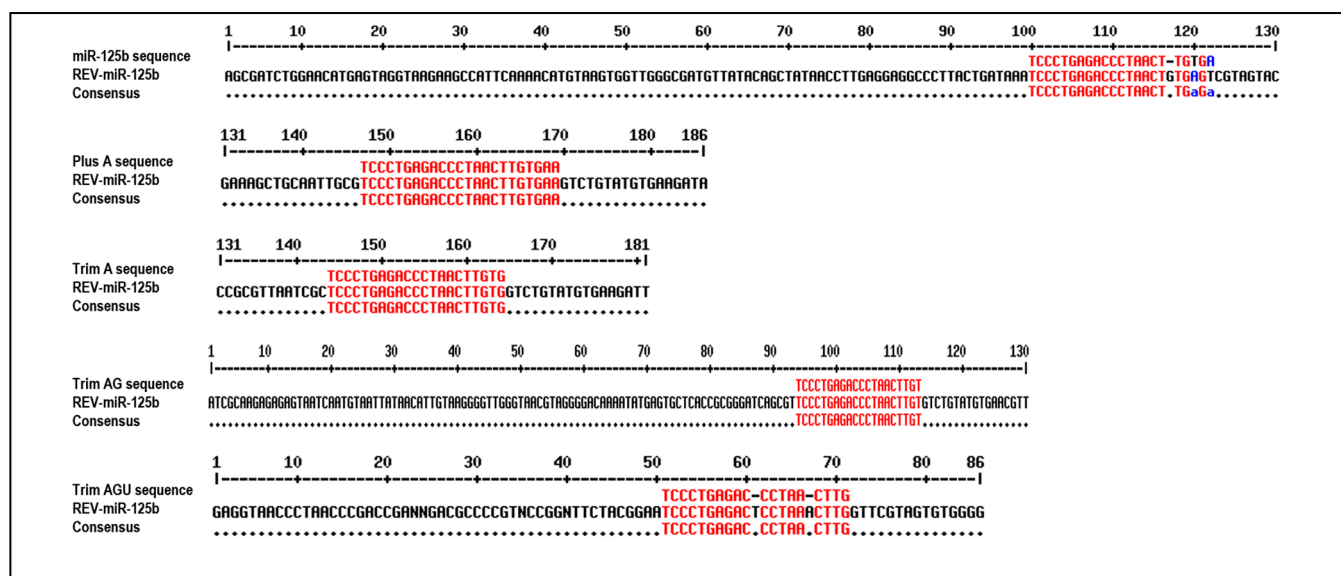 1 10 20 30 40 50 60 70 80 90 100 110 120 130
|--------+---------+---------+---------+---------+---------+---------+---------+---------+---------+---------+---------+---------|
miR-125b sequence TCCCTGAGACCCTAACT-TGTGA
REV-miR-125b AGCGATCTGGAACATGAGTAGGTAAGAAGCCATTCAAAACATGTAAGTGGTTGGGCGATGTTATACAGCTATAACCTTGAGGAGGCCCTTACTGATAAATCCCTGAGACCCTAACTGTGAGTCGTAGTAC
Consensus ...................................................................................................TCCCTGAGACCCTAACT.TGaGa........
131 140 150 160 170 180 186
|--------+---------+---------+---------+---------+-----|
Plus A sequence TCCCTGAGACCCTAACTTGTGAA
REV-miR-125b GAAAGCTGCAATTGCGTCCCTGAGACCCTAACTTGTGAAGTCTGTATGTGAAGATA
Consensus ................TCCCTGAGACCCTAACTTGTGAA.................
131 140 150 160 170 181
|--------+---------+---------+---------+---------+|
Trim A sequence TCCCTGAGACCCTAACTTGTG
REV-miR-125b CCGCGTTAATCGCTCCCTGAGACCCTAACTTGTGGTCTGTATGTGAAGATT
Consensus .............TCCCTGAGACCCTAACTTGTG.................
1 10 20 30 40 50 60 70 80 90 100 110 120 130
|--------+---------+---------+---------+---------+---------+---------+---------+---------+---------+---------+---------+---------|
Trim AG sequence TCCCTGAGACCCTAACTTGT
REV-miR-125b ATCGCAAGAGAGAGTAATCAATGTAATTATAACATTGTAAGGGGTTGGGTAACGTAGGGGACAAAATATGAGTGCTCACCGCGGGATCAGCGTTCCCTGAGACCCTAACTTGTGTCTGTATGTGAACGTT
Consensus .............................................................................................TCCCTGAGACCCTAACTTGT.................
1 10 20 30 40 50 60 70 80 86
|--------+---------+---------+---------+---------+---------+---------+---------+-----|
Trim AGU sequence TCCCTGAGAC-CCTAA-CTTG
REV-miR-125b GAGGTAACCCTAACCCGACCGANNGACGCCCCGTNCCGGNTTCTACGGAATCCCTGAGACTCCTAAACTTGGTTCGTAGTGTGGGG
Consensus ..................................................TCCCTGAGAC.CCTAA.CTTG...............